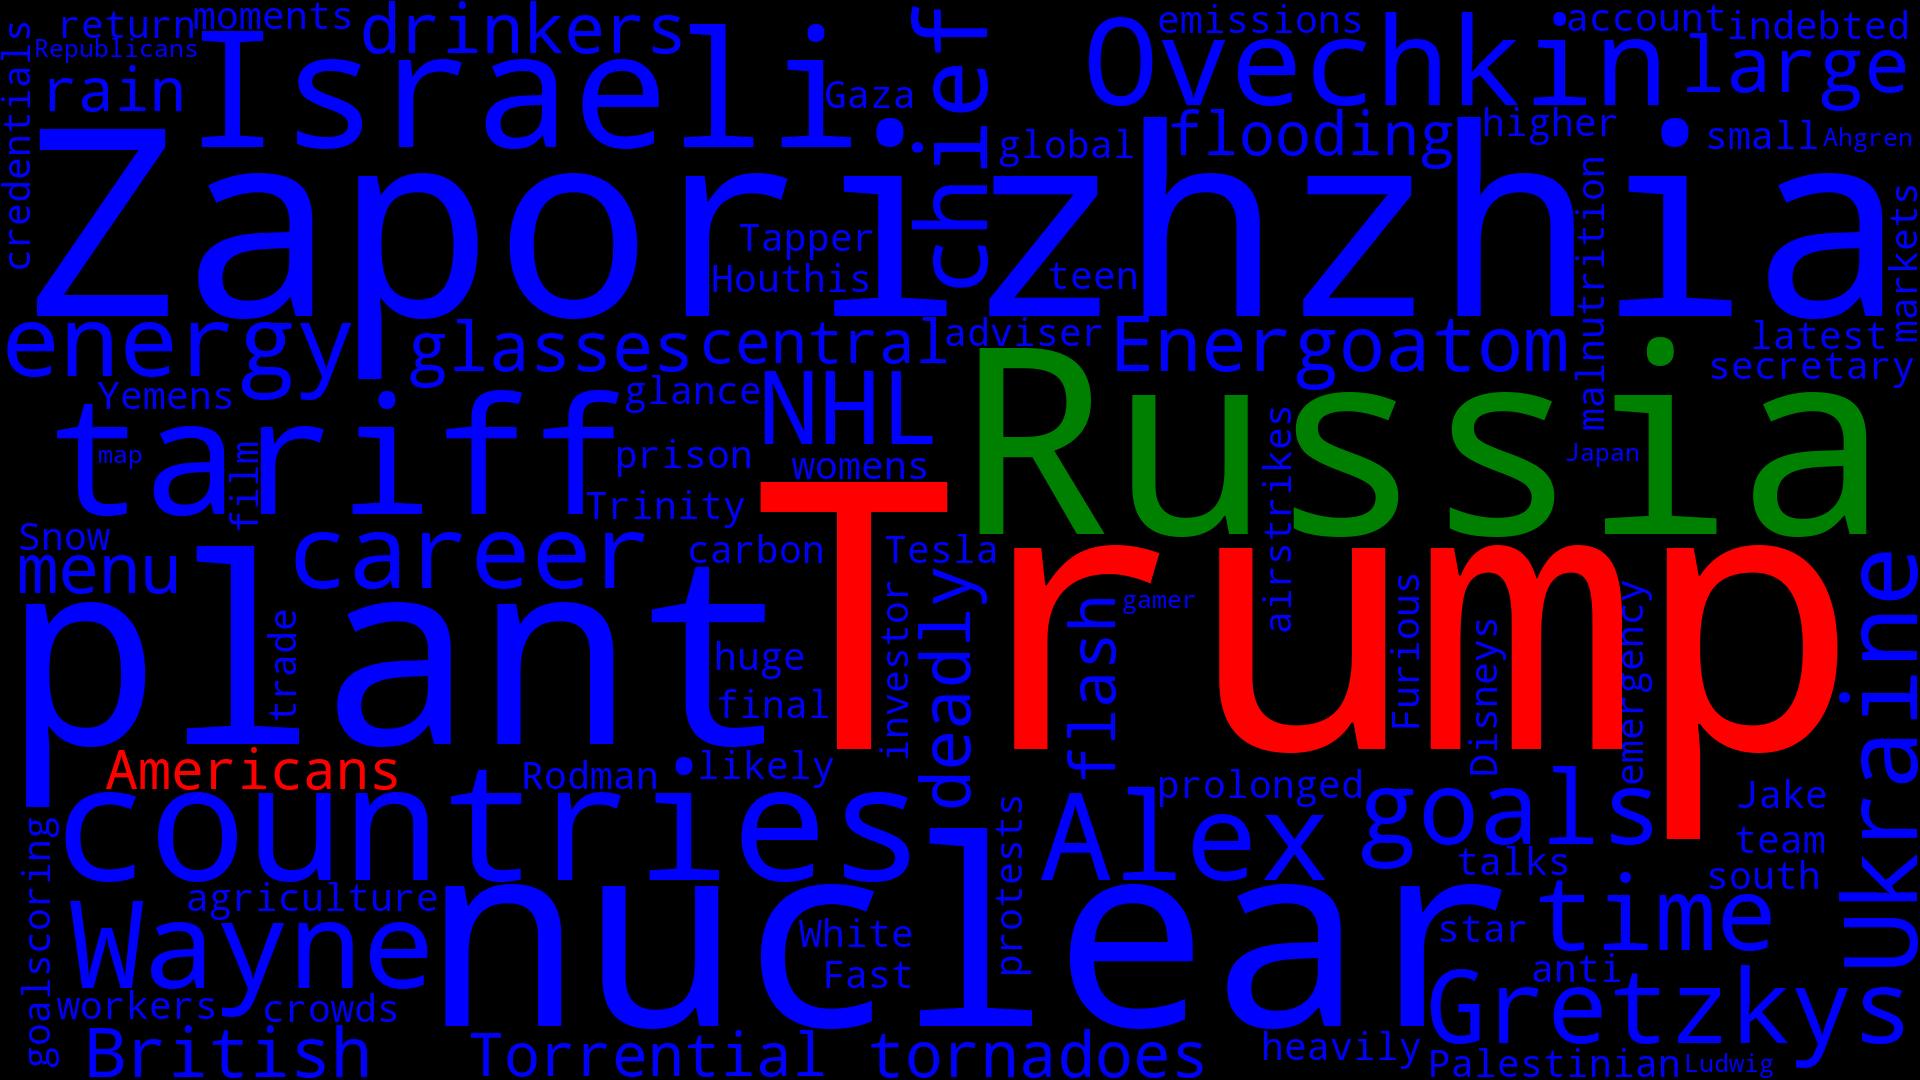 return
moments
drinkers
Republicans
Israeli
rain
Gaza
credentials
chief
Ovechkin
emissions
account
indebted
large
global
flooding
higher
small
Ahgren
Zaporizhzhia
Tapper
Houthis
teen
malnutrition
markets
energy
glasses
central
adviser
Energoatom
latest
secretary
Yemens
glance
NHL
Russia
tariff
map
film
prison
womens
Japan
airstrikes
Trinity
Trump
Snow
menu
career
carbon
Tesla
plant
trade
huge
final
investor
deadly
flash
gamer
Furious
Disneys
emergency
Ukraine
Americans
Rodman
likely
prolonged
countries
goals
Jake
team
Alex
talks
south
goalscoring
agriculture
protests
Wayne
nuclear
White
Fast
star
time
anti
workers
crowds
Gretzkys
British
Torrential
tornadoes
heavily
Palestinian
Ludwig